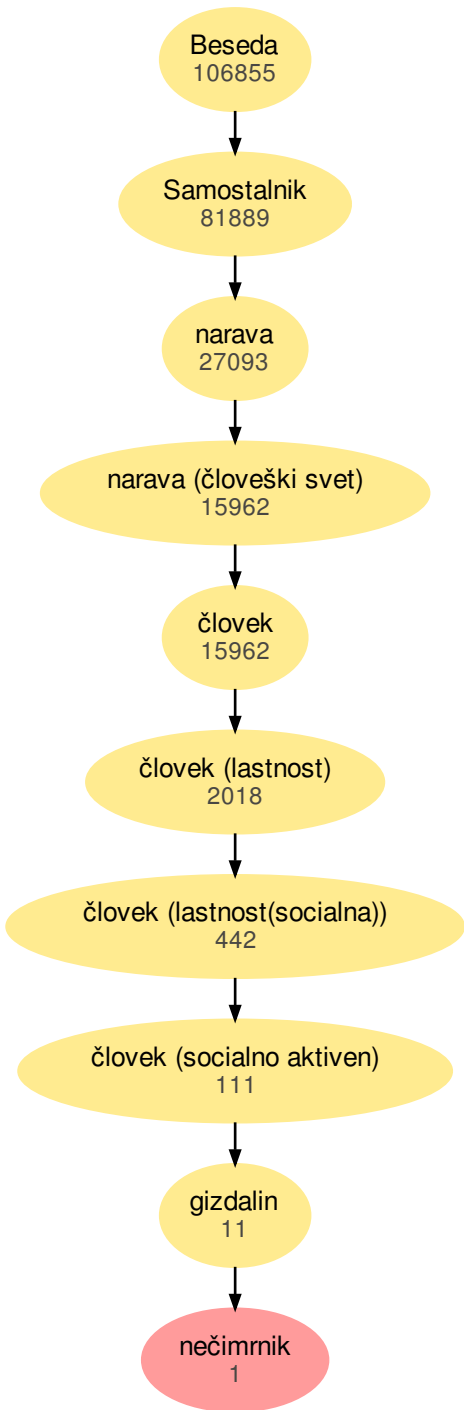 Beseda
106855
Samostalnik
81889
narava
27093
narava (človeški svet)
15962
človek
15962
človek (lastnost)
2018
človek (lastnost(socialna))
442
človek (socialno aktiven)
111
gizdalin
11
nečimrnik
1